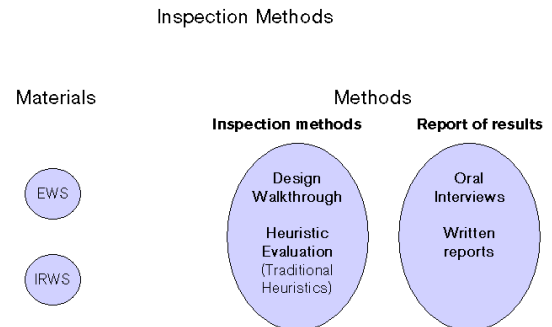 Inspection Methods
Materials
Methods
Inspection methods
Report of results
EWS
IRWS
Design
Walkthrough
Heuristic
Evaluation
(Traditional
Heuristics)
Oral
Interviews
Written
reports